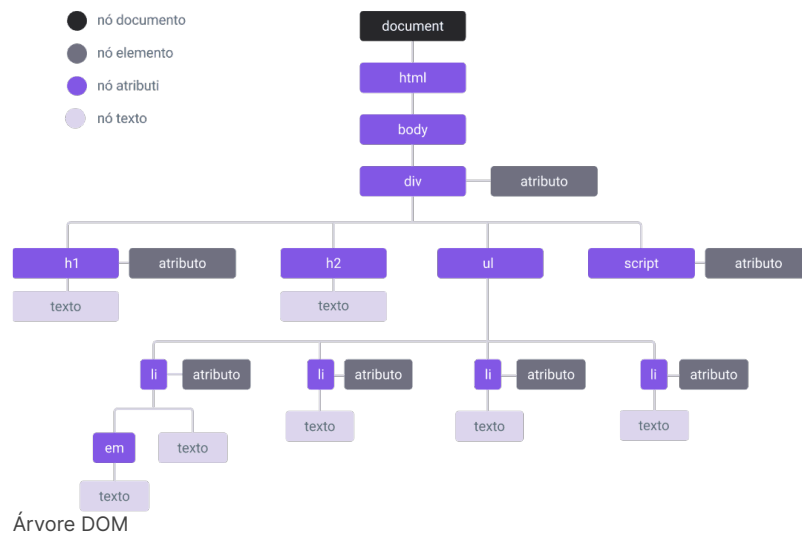 nó documento
nó elemento
nó atributi
nó texto
document
html
body
div
atributo
h1
atributo
h2
ul
script
atributo
texto
texto
li
atributo
li
atributo
li
atributo
li
atributo
texto
texto
texto
em
texto
texto
Árvore DOM